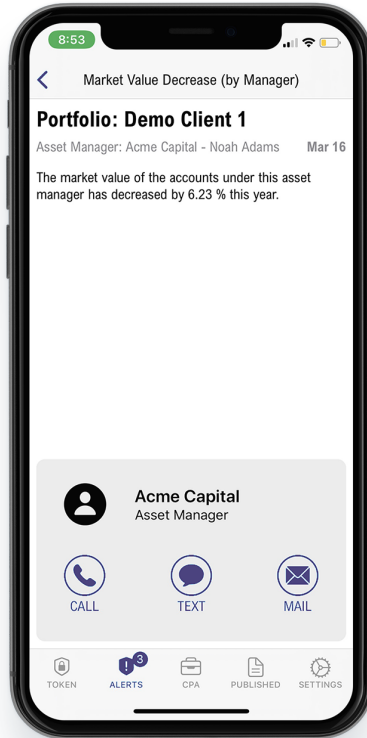 8:53
Market Value Decrease (by Manager)
Portfolio: Demo Client 1
Asset Manager: Acme Capital - Noah Adams Mar 16
The market value of the accounts under this asset
manager has decreased by 6.23 % this year.
Acme Capital
Asset Manager
CALL TEXT MAIL
3
TOKEN ALERTS CPA PUBLISHED SETTINGS